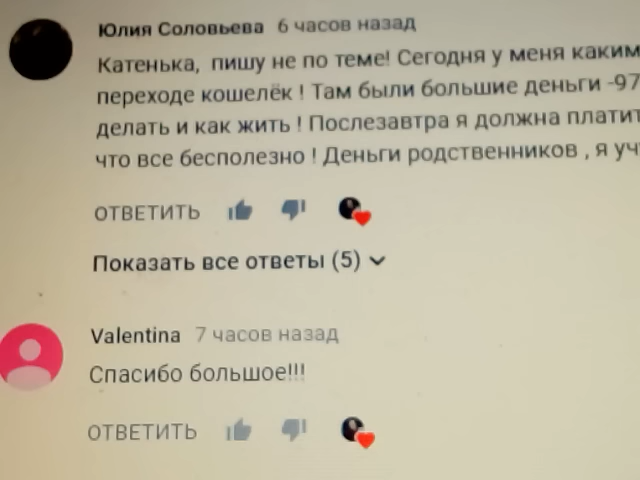 Юлия Соловьева 6 часов назад
Катенька, пишу не по теме! Сегодня у меня каким
переходе кошелёк ! Там были большие деньги -97
делать и как жить ! Послезавтра я должна платит
что все бесполезно ! Деньги родственников , я уч
ОТВЕТИТЬ
Показать все ответы (5)
Valentina 7 часов назад
Спасибо большое!!!
ОТВЕТИТЬ